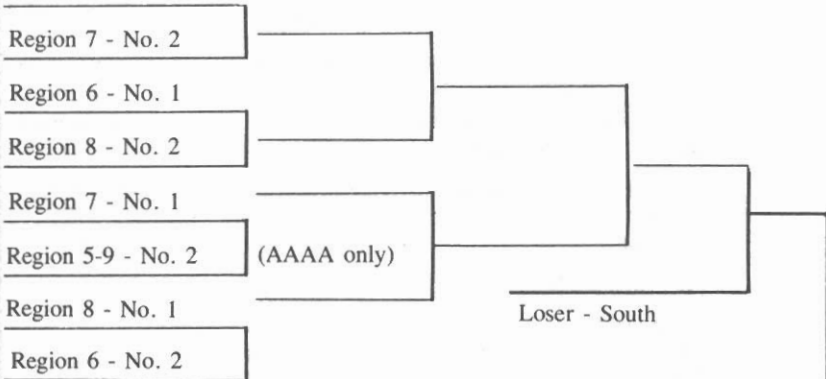 Region 7 - No. 2
Region 6 - No. 1
Region 8 - No. 2
Region 7 - No. 1
Region 5-9 - No. 2 (AAAA only)
Region 8 - No. 1
Loser - South
Region 6 - No. 2